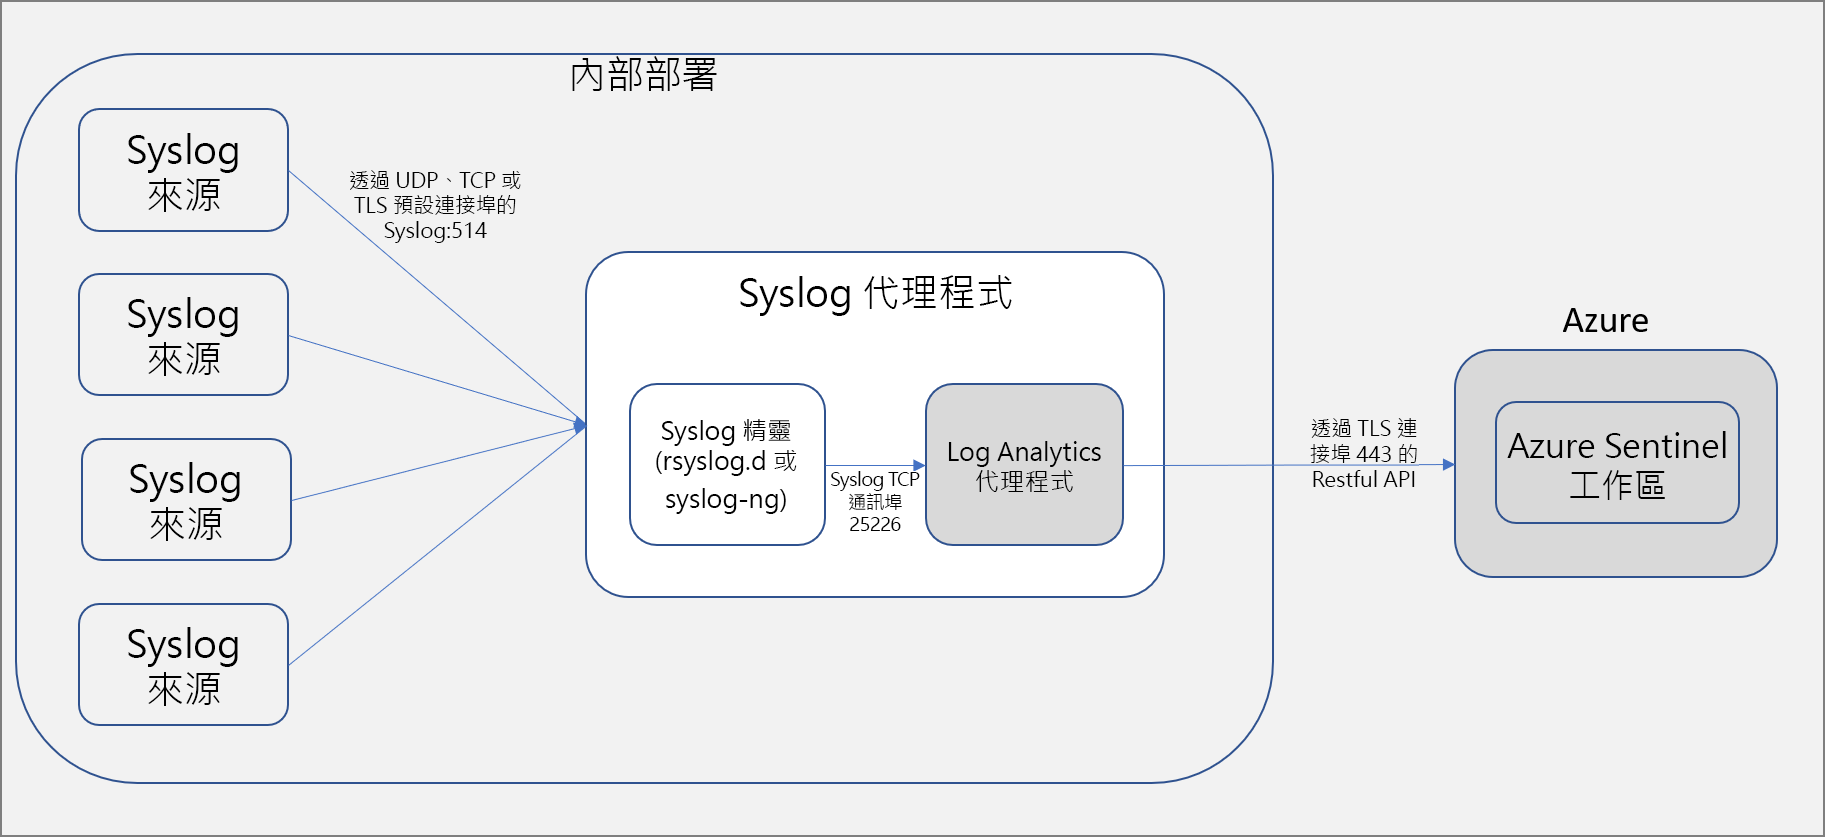 內部部署
Syslog
來源
透過 UDP、TCP 或
TLS 預設連接埠的
Syslog:514
Syslog
來源
Syslog
來源
Syslog
來源
Syslog 代理程式
Syslog 精靈
(rsyslog.d 或
syslog-ng)
Syslog TCP
通訊埠
25226
Log Analytics
代理程式
透過 TLS 連
接埠 443 的
Restful API
Azure
Azure Sentinel
工作區